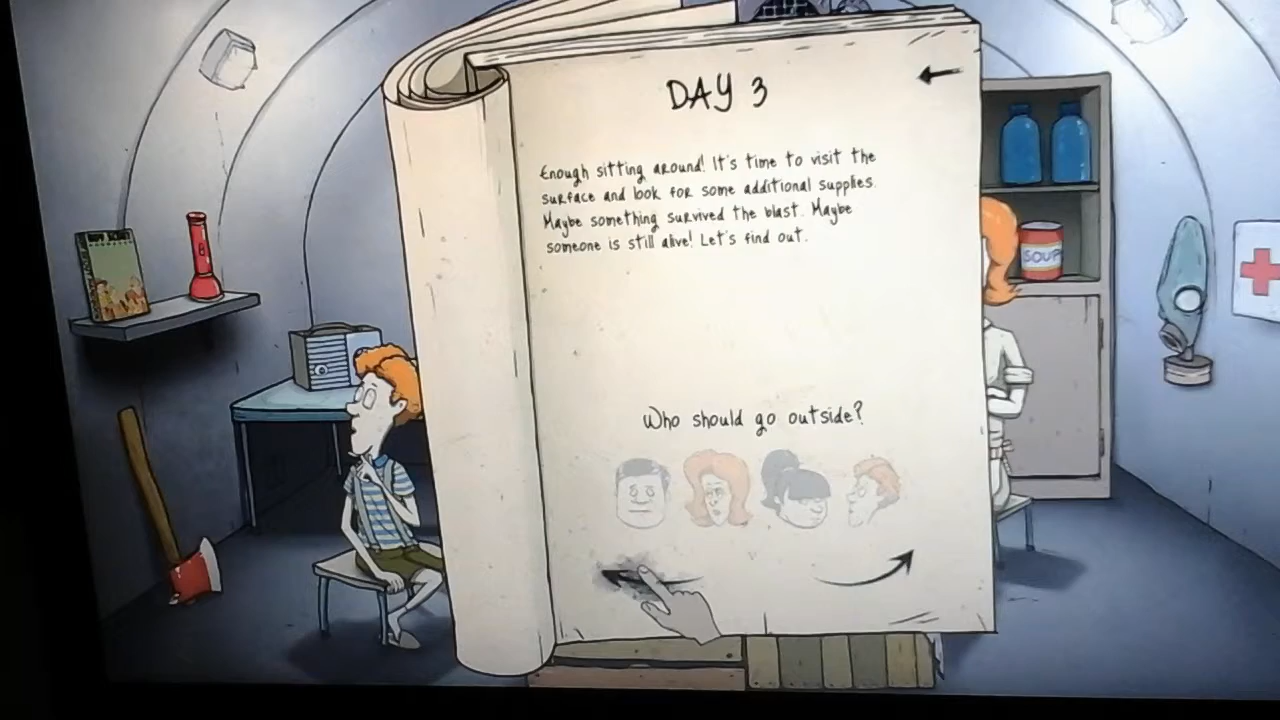 DAY 3
Enough sitting around! It's time to visit the
surface and look for some additional supplies.
Maybe something survived the blast. Maybe
someone is still alive! Let's find out.
SOUP
Who should go outside?